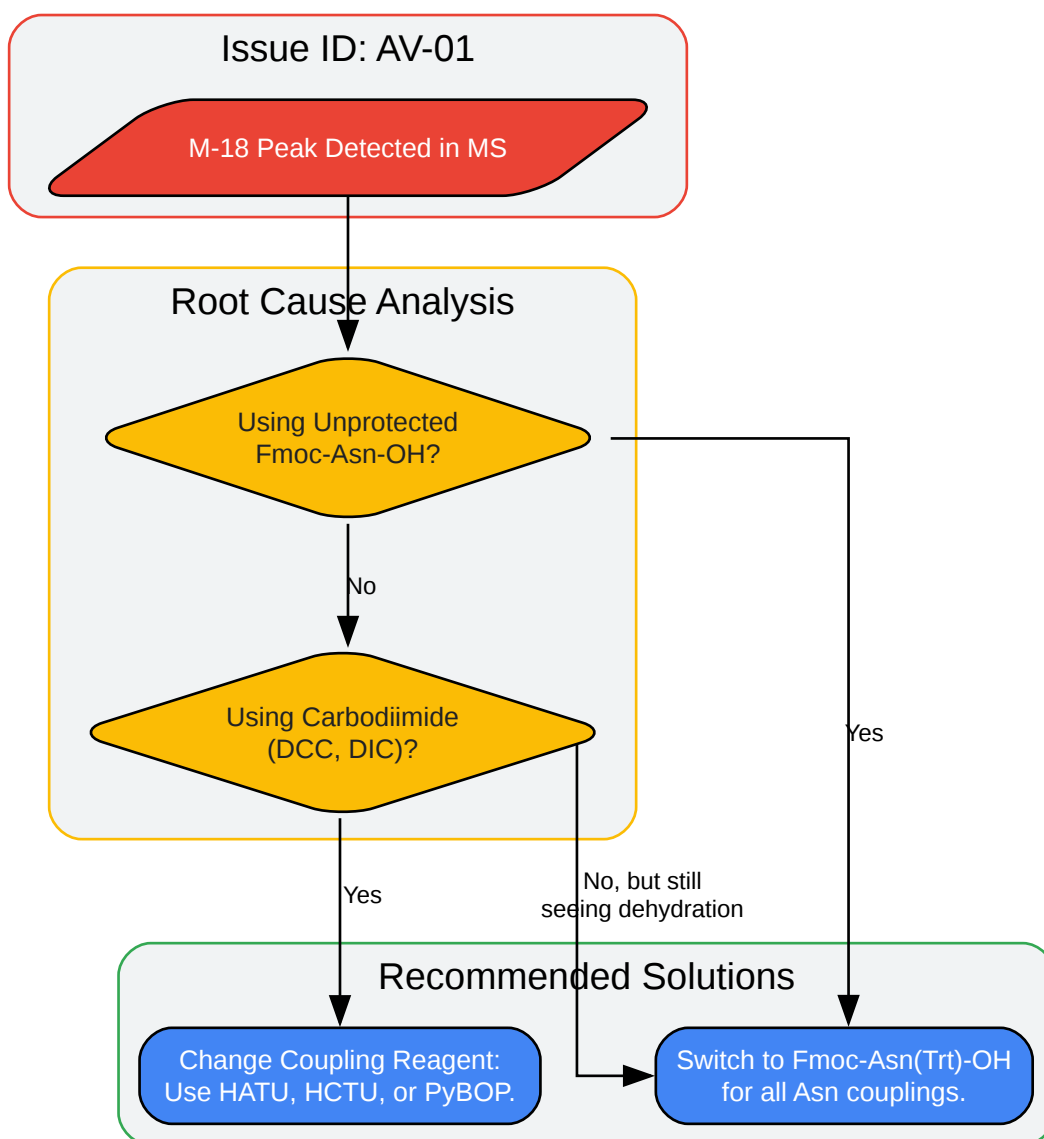 Issue ID: AV-01
M-18 Peak Detected in MS
Root Cause Analysis
Using Unprotected
Fmoc-Asn-OH?
No
Using Carbodiimide
(DCC, DIC)?
Yes
Yes
No, but still
seeing dehydration
Recommended Solutions
Change Coupling Reagent:
Use HATU, HCTU, or PyBOP.
Switch to Fmoc-Asn(Trt)-OH
for all Asn couplings.